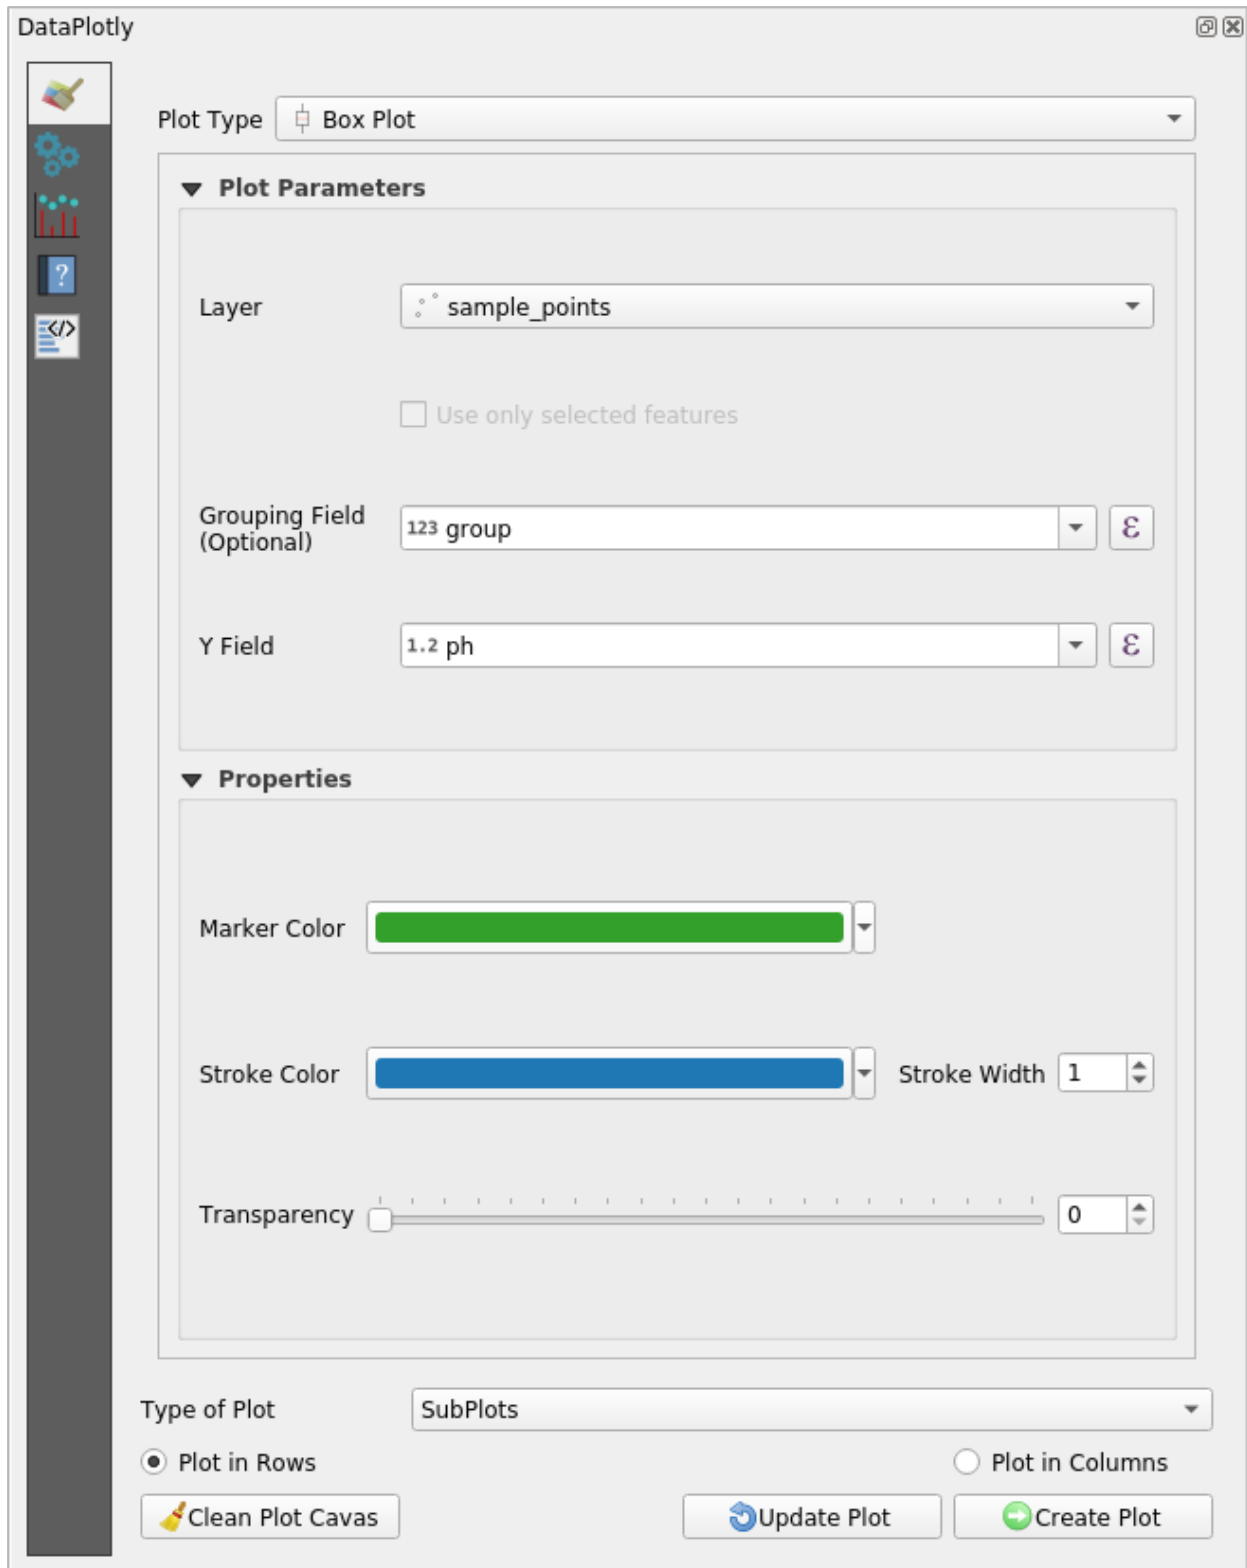 DataPlotly
Plot Type Box Plot
Plot Parameters
Layer sample_points
Use only selected features
Grouping Field
(Optional)
123 group
ε
Y Field 1.2 ph ε
Properties
Marker Color
Stroke Color Stroke Width 1
Transparency 0
Type of Plot SubPlots
Plot in Rows Plot in Columns
Clean Plot Cavas Update Plot Create Plot
?
</>